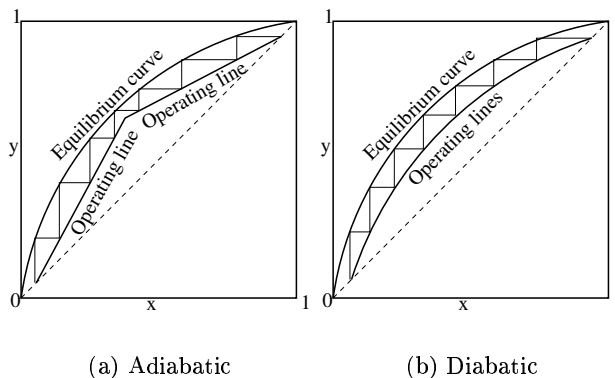 1
Equilibrium curve
Operating line
y
Operating line
0
x
1
(a) Adiabatic
1
Equilibrium curve
y
Operating lines
0
x
(b) Diabatic